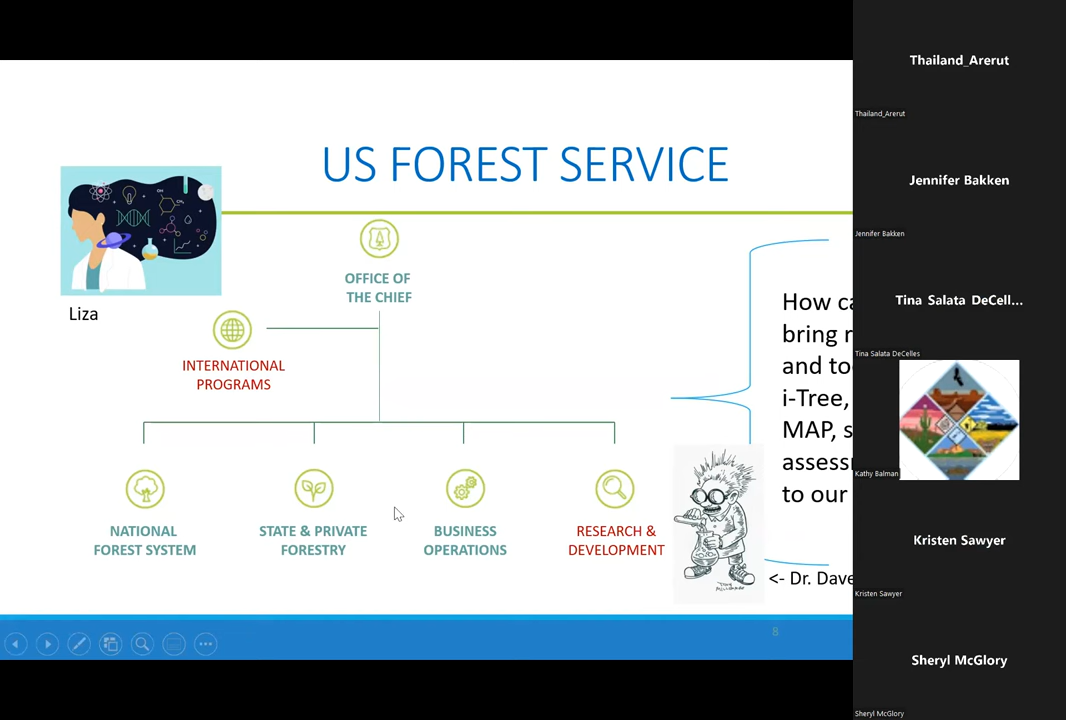 US FOREST SERVICE
Liza
OFFICE OF
THE CHIEF
INTERNATIONAL
PROGRAMS
NATIONAL
FOREST SYSTEM
STATE & PRIVATE
FORESTRY
BUSINESS
OPERATIONS
RESEARCH &
DEVELOPMENT
How ca
bring r
and to
i-Tree,
MAP, s
assess
to our
<- Dr. Dave
8
Thailand_Arerut
Thailand_Arerut
Jennifer Bakken
Jennifer Bakken
Tina Salata DeCell...
Tina Salata DeCelles
Kathy Balman
Kristen Sawyer
Kristen Sawyer
Sheryl McGlory
Sheryl McGlory